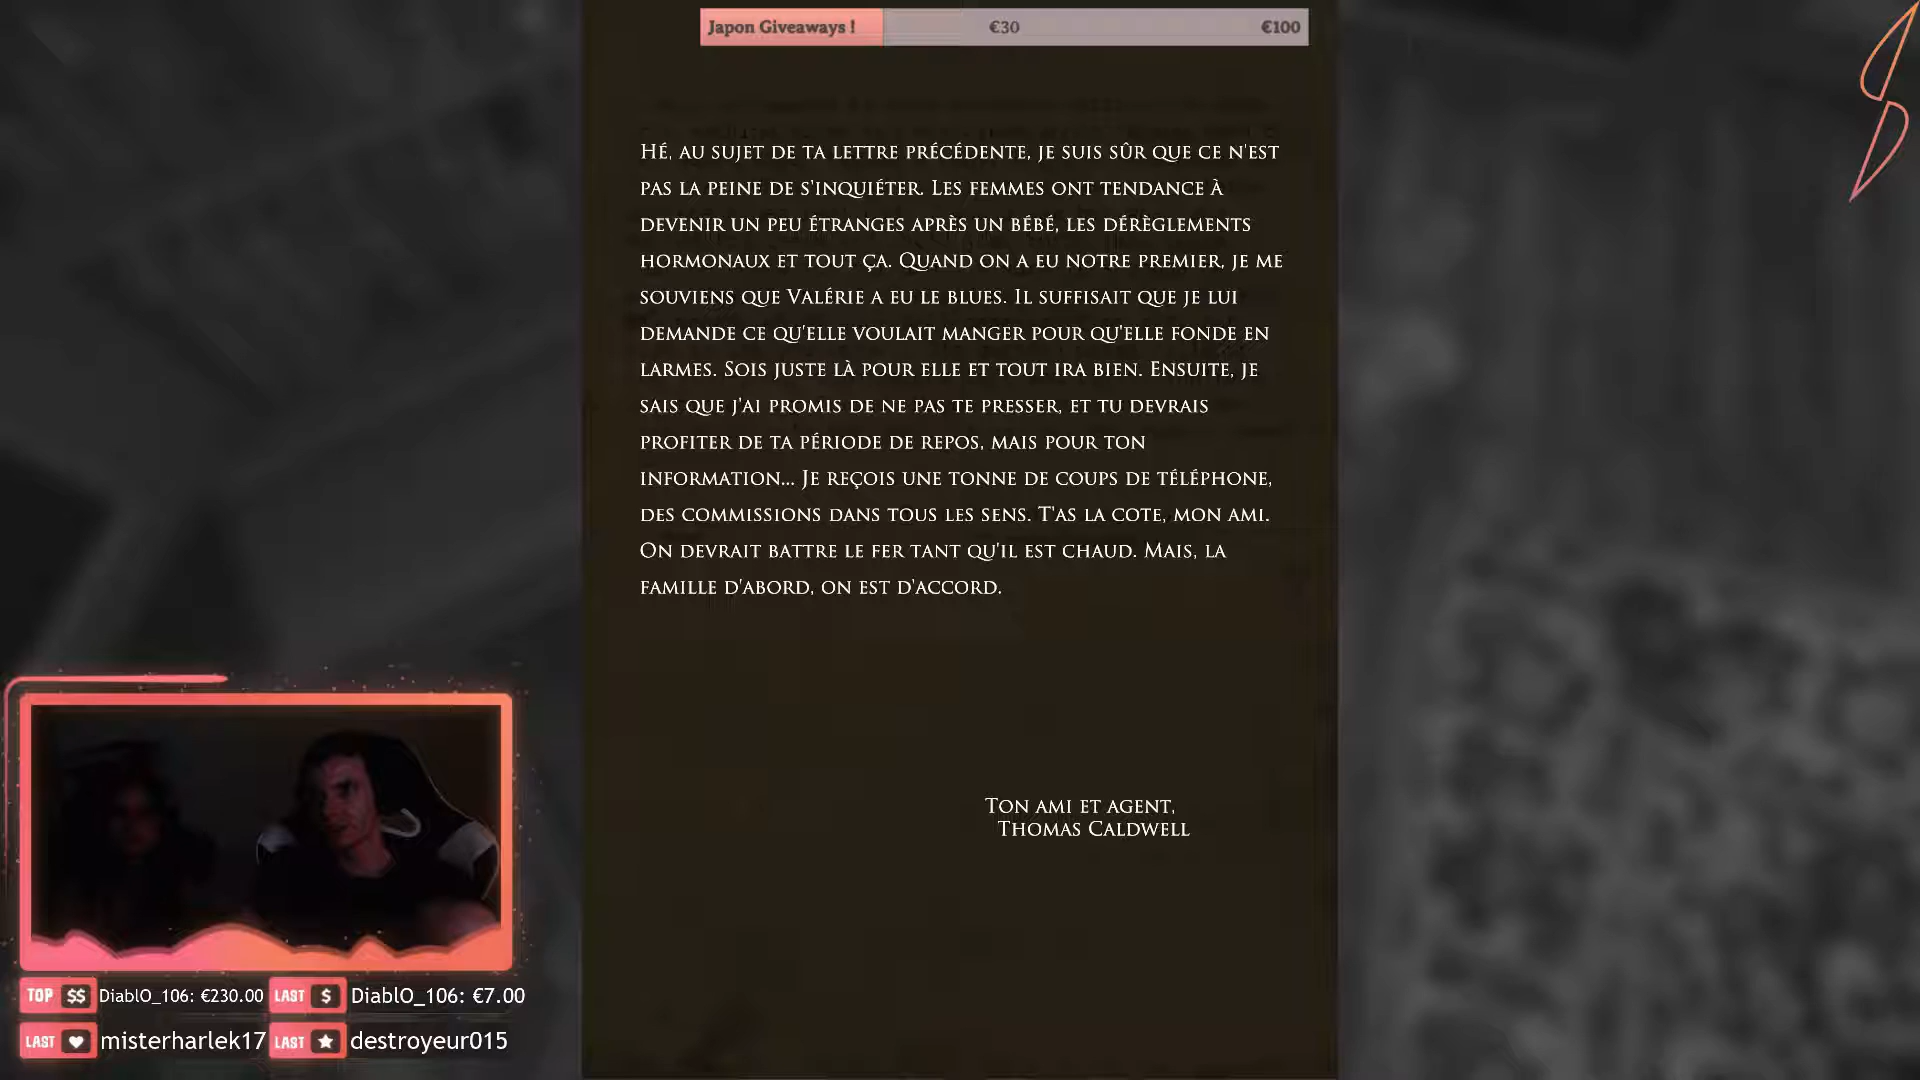 Japon Giveaways ! €30 €100
Hé, au sujet de ta lettre précédente, je suis sûr que ce n'est
pas la peine de s'inquiéter. Les femmes ont tendance à
devenir un peu étranges après un bébé, les dérèglements
hormonaux et tout ça. Quand on a eu notre premier, je me
souviens que Valérie a eu le blues. Il suffisait que je lui
demande ce qu'elle voulait manger pour qu'elle fonde en
larmes. Sois juste là pour elle et tout ira bien. Ensuite, je
sais que j'ai promis de ne pas te presser, et tu devrais
profiter de ta période de repos, mais pour ton
information... Je reçois une tonne de coups de téléphone,
des commissions dans tous les sens. T'as la cote, mon ami.
On devrait battre le fer tant qu'il est chaud. Mais, la
famille d'abord, on est d'accord.
Ton ami et agent,
Thomas Caldwell
TOP $$ DiablO_106: €230.00 LAST $ DiablO_106: €7.00
LAST misterharlek17 LAST destroyeur015